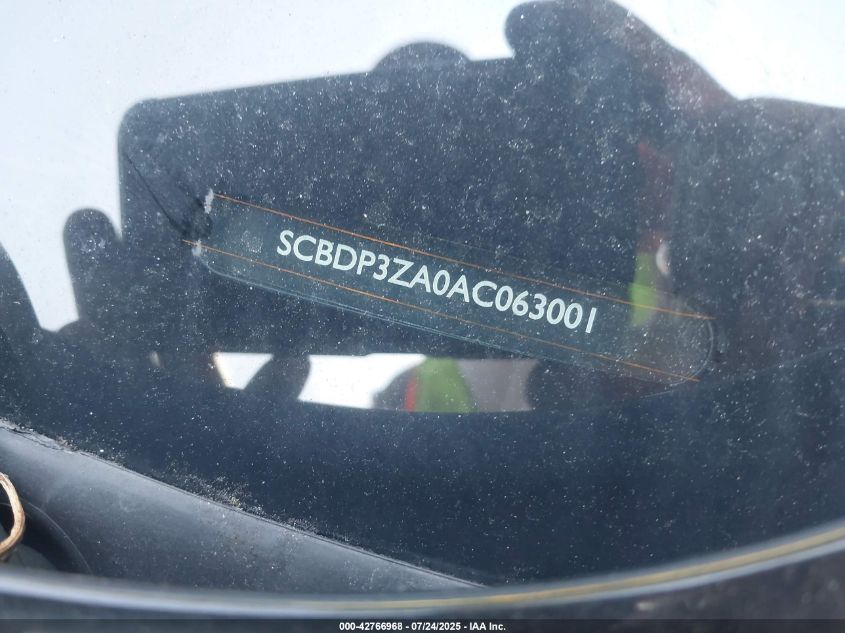 SCBDP3ZA0AC063001
000-42766968 - 07/24/2025 - IAA Inc.